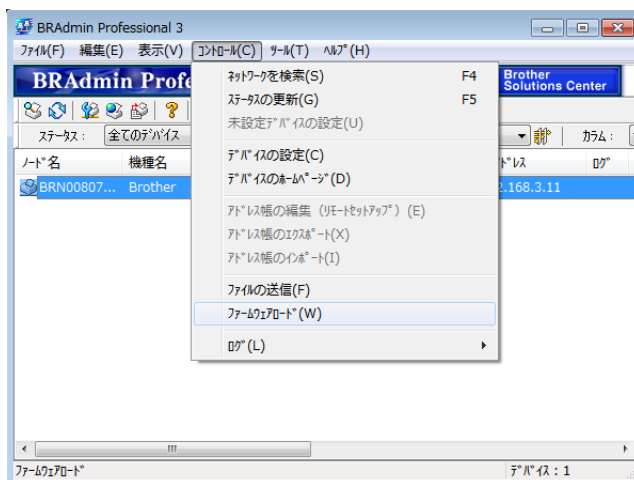 BRAdmin Professional 3
ﾌｧｲﾙ(F) 編集(E) 表示(V) ｺﾝﾄﾛｰﾙ(C) ﾂｰﾙ(T) ﾍﾙﾌﾟ(H)
BRAdmin Profe
Brother
Solutions Center
ｽﾃｰﾀｽ： 全てのﾃﾞﾊﾞｲｽ
ｶﾗﾑ：
ﾉｰﾄﾞ名 機種名 ﾄﾞﾚｽ ﾛｸﾞ
BRN00807... Brother 2.168.3.11
ﾈｯﾄﾜｰｸを検索(S) F4
ｽﾃｰﾀｽの更新(G) F5
未設定ﾃﾞﾊﾞｲｽの設定(U)
ﾃﾞﾊﾞｲｽの設定(C)
ﾃﾞﾊﾞｲｽのﾎｰﾑﾍﾟｰｼﾞ(D)
ｱﾄﾞﾚｽ帳の編集（ﾘﾓｰﾄｾｯﾄｱｯﾌﾟ）(E)
ｱﾄﾞﾚｽ帳のｴｸｽﾎﾟｰﾄ(X)
ｱﾄﾞﾚｽ帳のｲﾝﾎﾟｰﾄ(I)
ﾌｧｲﾙの送信(F)
ﾌｧｰﾑｳｪｱﾛｰﾄﾞ(W)
ﾛｸﾞ(L)
ﾌｧｰﾑｳｪｱﾛｰﾄﾞ ﾃﾞﾊﾞｲｽ：1